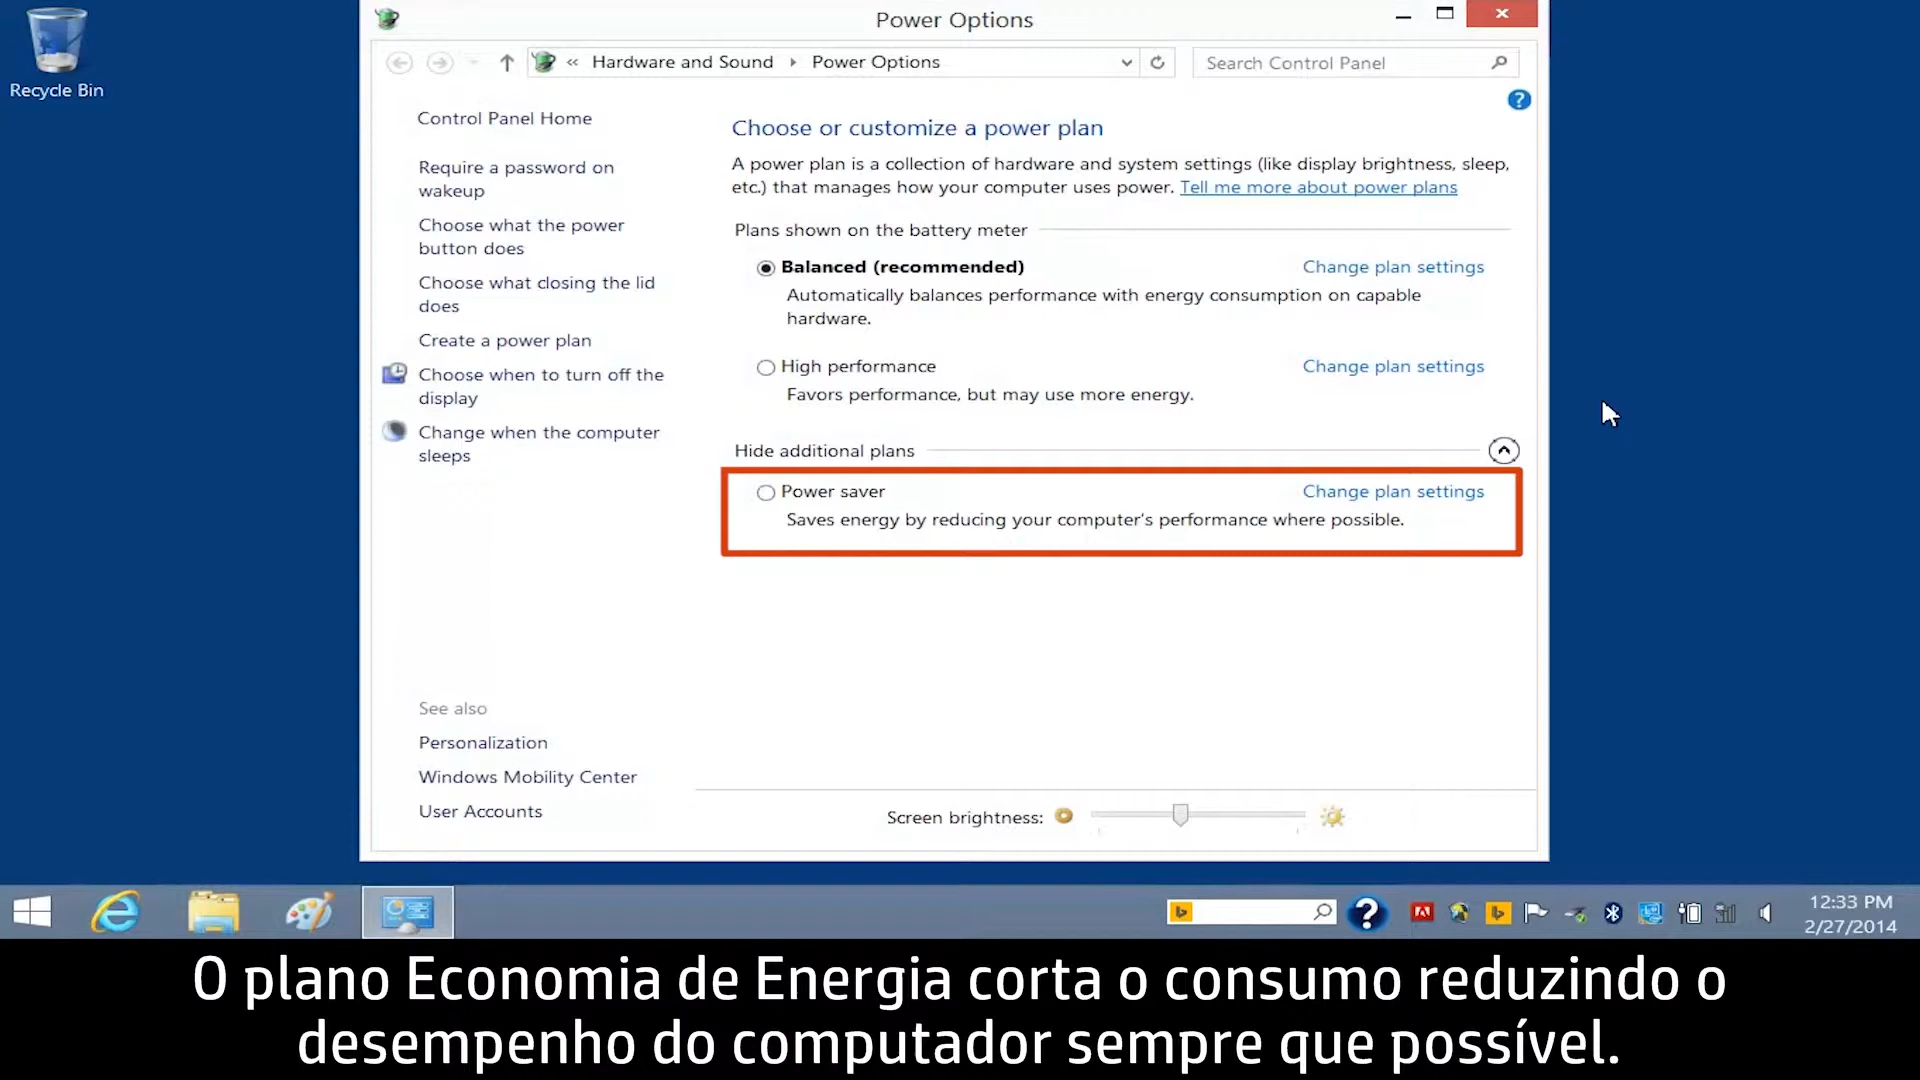 Recycle Bin
Power Options
« Hardware and Sound Power Options
Search Control Panel
Control Panel Home
Require a password on
wakeup
Choose what the power
button does
Choose what closing the lid
does
Create a power plan
Choose when to turn off the
display
Change when the computer
sleeps
See also
Personalization
Windows Mobility Center
User Accounts
Choose or customize a power plan
A power plan is a collection of hardware and system settings (like display brightness, sleep,
etc.) that manages how your computer uses power. Tell me more about power plans
Plans shown on the battery meter
Balanced (recommended) Change plan settings
Automatically balances performance with energy consumption on capable
hardware.
High performance Change plan settings
Favors performance, but may use more energy.
Hide additional plans
Power saver Change plan settings
Saves energy by reducing your computer's performance where possible.
Screen brightness:
12:33 PM
2/27/2014
O plano Economia de Energia corta o consumo reduzindo o
desempenho do computador sempre que possível.